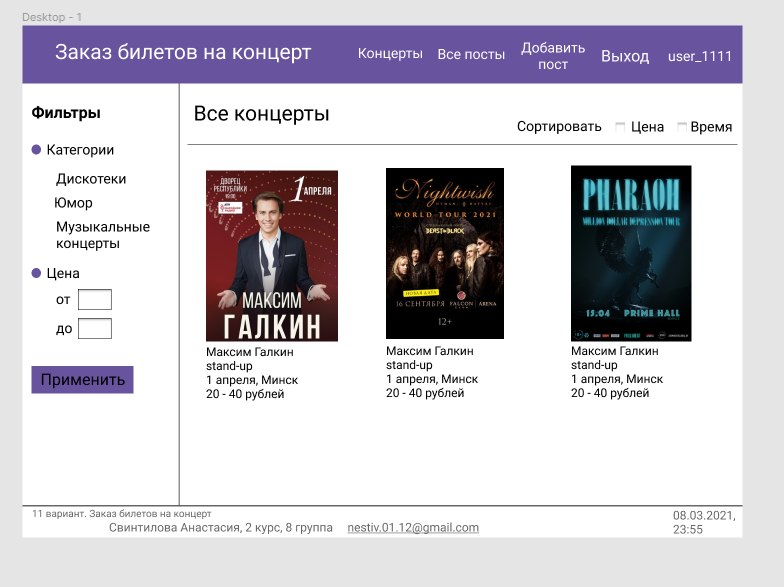 Desktop - 1
Заказ билетов на концерт
Концерты
Все посты
Добавить
пост
Выход
user_1111
Фильтры
Категории
Дискотеки
Юмор
Музыкальные
концерты
Цена
от
до
Применить
Все концерты
Сортировать
Цена
Время
ДВОРЕЦ
РЕСПУБЛИКИ
19:00
1 АПРЕЛЯ
МАКСИМ
ГАЛКИН
Максим Галкин
stand-up
1 апреля, Минск
20 - 40 рублей
Nightwish
WORLD TOUR 2021
BEAST IN BLACK
НОВАЯ ДАТА
16 СЕНТЯБРЯ
FALCON
CLUB
ARENA
12+
Максим Галкин
stand-up
1 апреля, Минск
20 - 40 рублей
PHARAOH
MILLION DOLLAR DEPRESSION TOUR
15.04
PRIME HALL
Максим Галкин
stand-up
1 апреля, Минск
20 - 40 рублей
11 вариант. Заказ билетов на концерт
Свинтилова Анастасия, 2 курс, 8 группа
nestiv.01.12@gmail.com
08.03.2021,
23:55